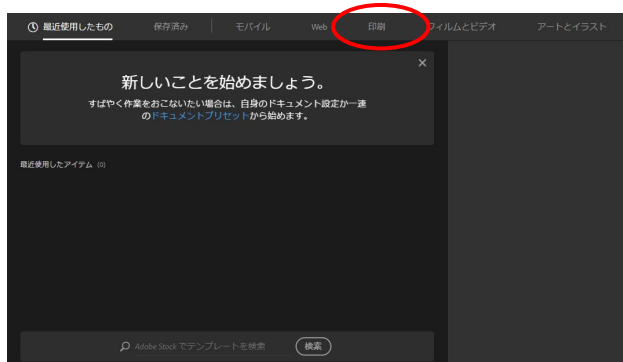 最近使用したもの 保存済み モバイル Web 印刷 フィルムとビデオ アートとイラスト
新しいことを始めましょう。
すばやく作業をおこないたい場合は、自身のドキュメント設定か一連
のドキュメントプリセットから始めます。
最近使用したアイテム (0)
Adobe Stock でテンプレートを検索 検索